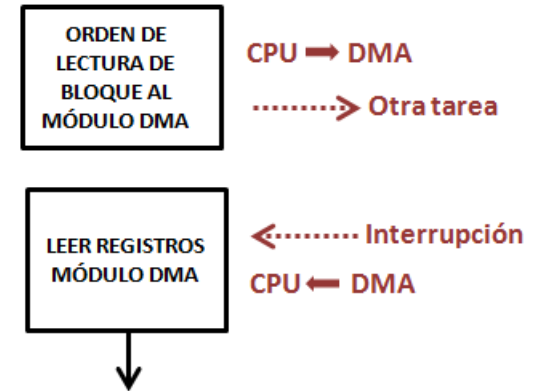 ORDEN DE
LECTURA DE
BLOQUE AL
MÓDULO DMA
CPU DMA
Otra tarea
LEER REGISTROS
MÓDULO DMA
Interrupción
CPU DMA